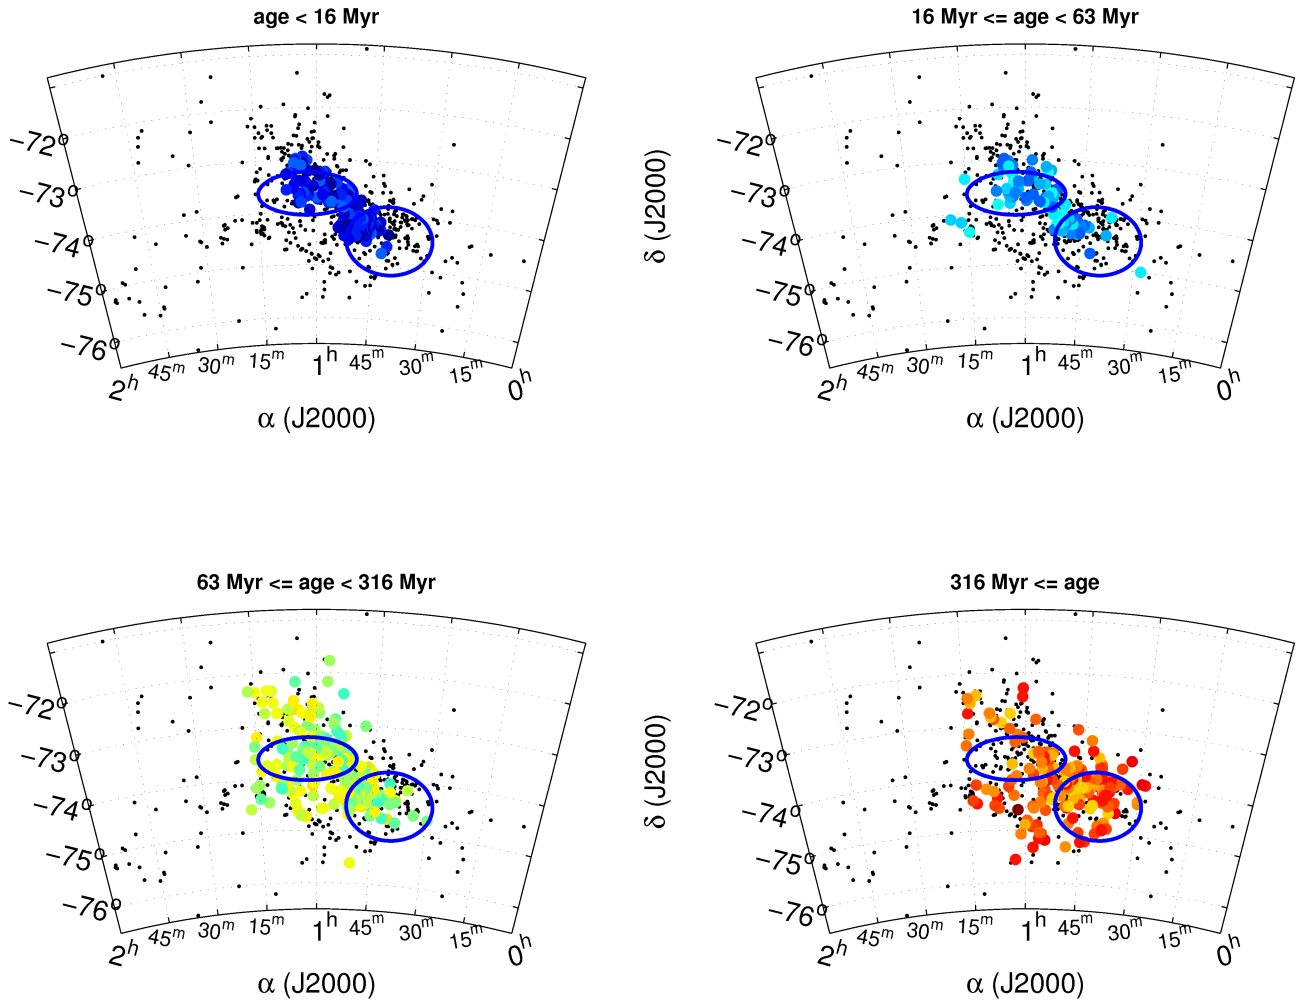 age < 16 Myr
−72°
−73°
−74°
−75°
−76°
2ʰ
45ᵐ
30ᵐ
15ᵐ
1ʰ
45ᵐ
30ᵐ
15ᵐ
0ʰ
α (J2000)
16 Myr <= age < 63 Myr
δ (J2000)
−72°
−73°
−74°
−75°
−76°
2ʰ
45ᵐ
30ᵐ
15ᵐ
1ʰ
45ᵐ
30ᵐ
15ᵐ
0ʰ
α (J2000)
63 Myr <= age < 316 Myr
−72°
−73°
−74°
−75°
−76°
2ʰ
45ᵐ
30ᵐ
15ᵐ
1ʰ
45ᵐ
30ᵐ
15ᵐ
0ʰ
α (J2000)
316 Myr <= age
δ (J2000)
−72°
−73°
−74°
−75°
−76°
2ʰ
45ᵐ
30ᵐ
15ᵐ
1ʰ
45ᵐ
30ᵐ
15ᵐ
0ʰ
α (J2000)